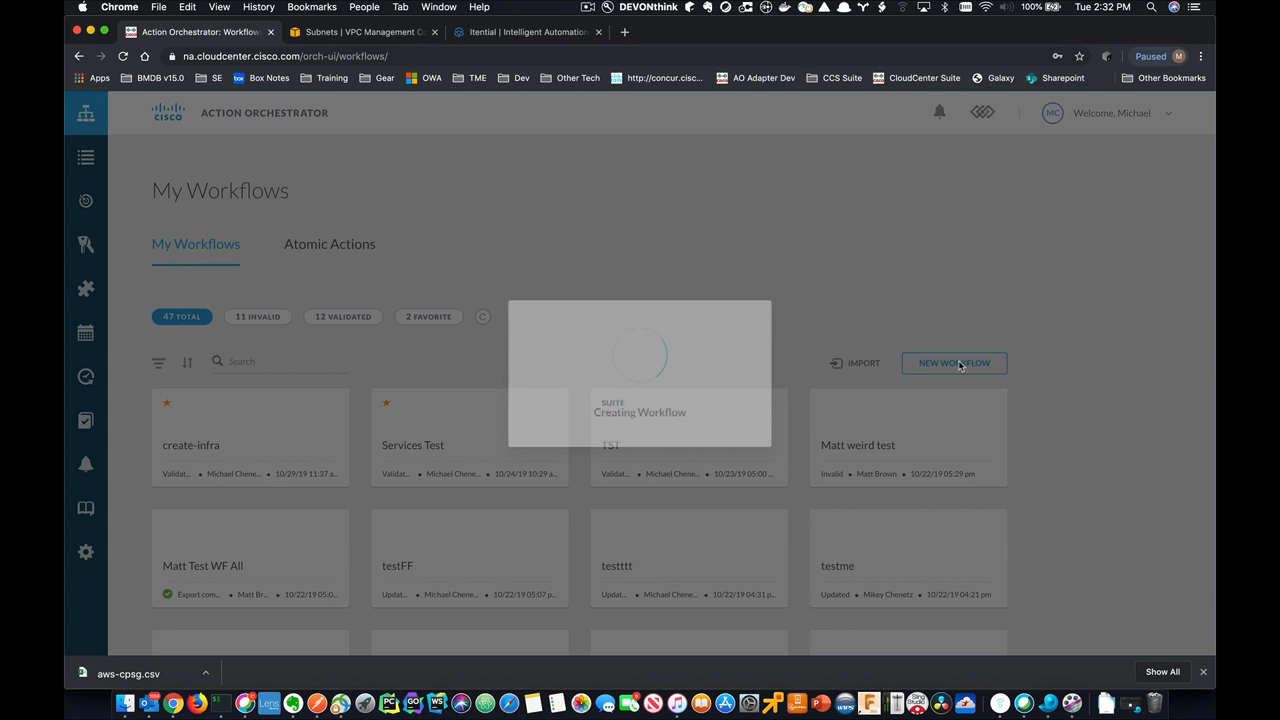 Chrome File Edit View History Bookmarks People Tab Window Help DEVONthink 100% Tue 2:32 PM
Action Orchestrator: Workflow Subnets | VPC Management C Itential | Intelligent Automation
na.cloudcenter.cisco.com/orch-ui/workflows/ Paused M
Apps BMDB v15.0 SE Box Notes Training Gear OWA TME Dev Other Tech http://concur.cisc... AO Adapter Dev CCS Suite CloudCenter Suite Galaxy Sharepoint Other Bookmarks
CISCO ACTION ORCHESTRATOR MC Welcome, Michael
My Workflows
My Workflows Atomic Actions
47 TOTAL 11 INVALID 12 VALIDATED 2 FAVORITE
Search IMPORT NEW WORKFLOW
SUITE
Creating Workflow
create-infra Services Test TST Matt weird test
Validat... • Michael Chene... • 10/29/19 11:37 a... Validat... • Michael Chene... • 10/24/19 10:29 a... Validat... • Michael Chene... • 10/23/19 05:00 ... Invalid • Matt Brown • 10/22/19 05:29 pm
Matt Test WF All testFF testttt testme
Export com... • Matt Br... • 10/22/19 05:0... Updat... • Michael Chene... • 10/22/19 05:07 p... Updat... • Michael Chene... • 10/22/19 04:31 p... Updated • Mikey Chenetz • 10/22/19 04:21 pm
aws-cpsg.csv Show All